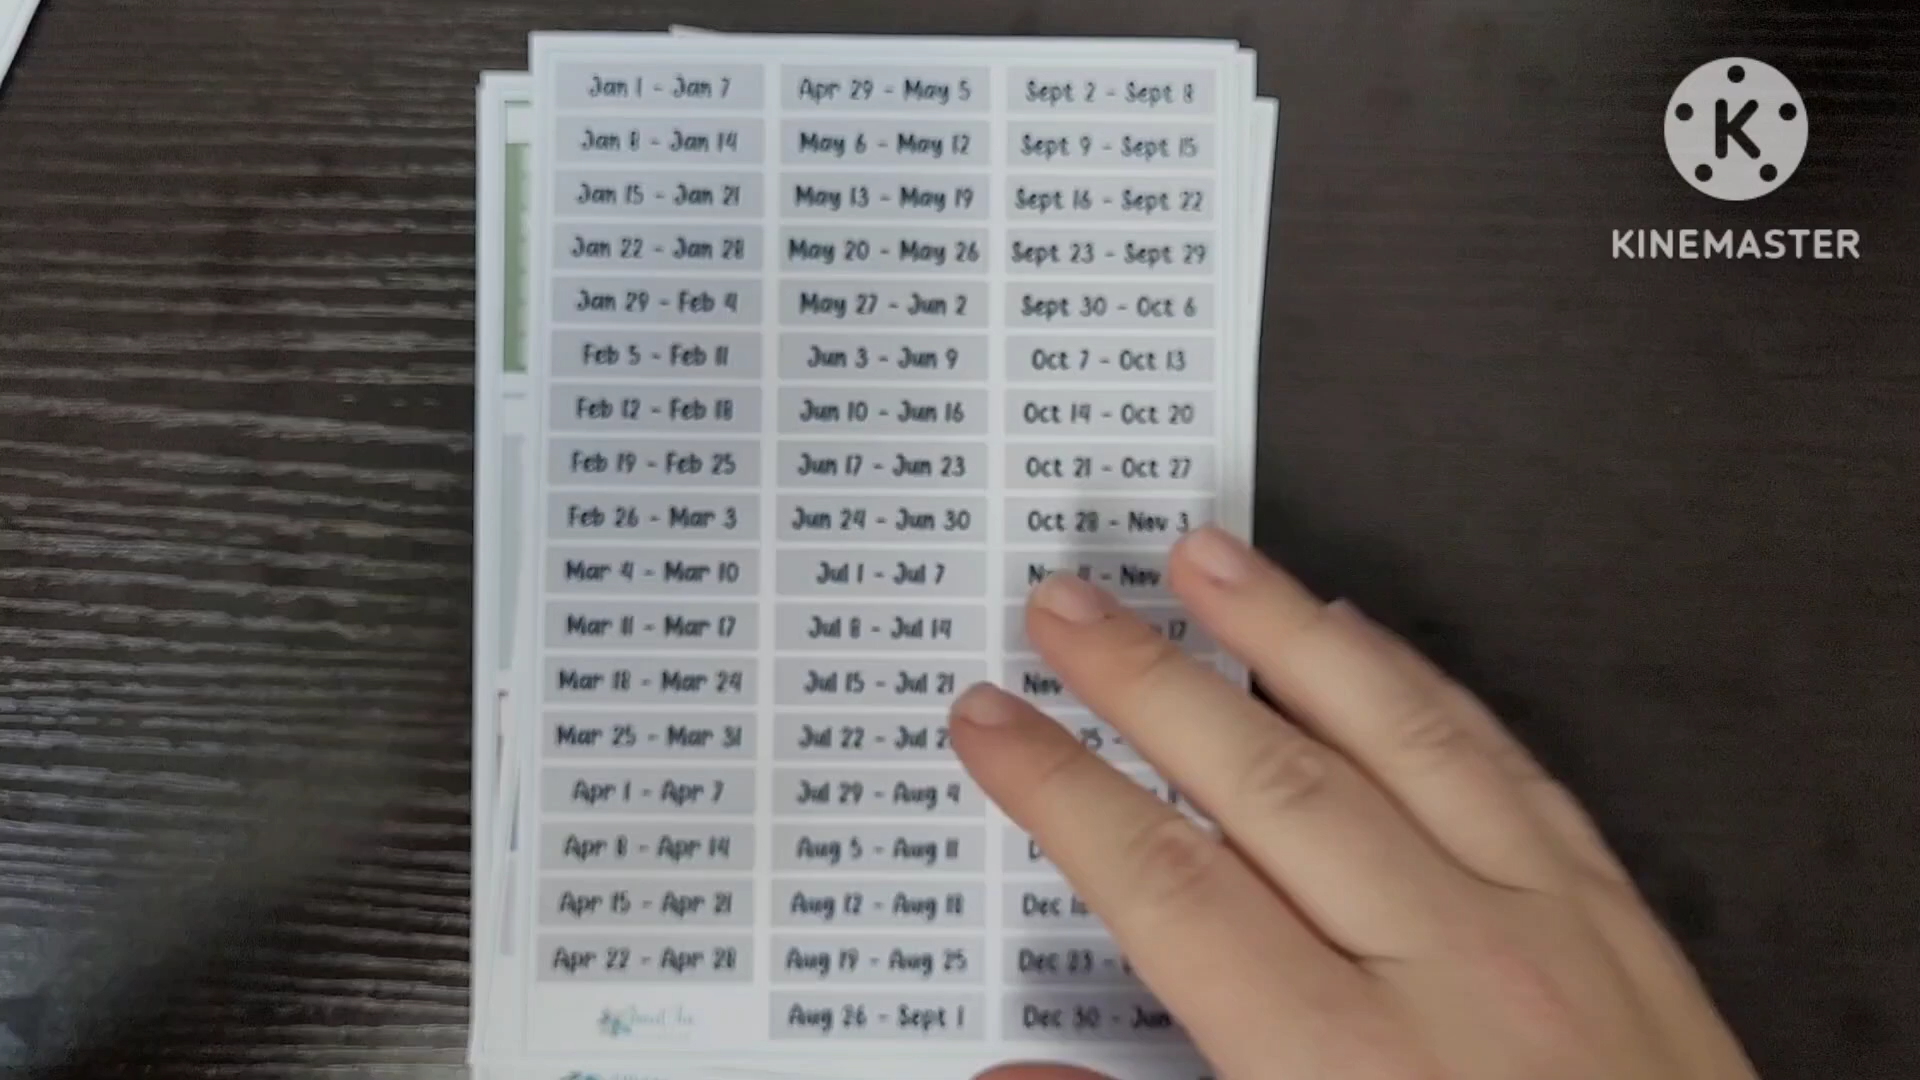 Jan 1 - Jan 7
Jan 8 - Jan 14
Jan 15 - Jan 21
Jan 22 - Jan 28
Jan 29 - Feb 4
Feb 5 - Feb 11
Feb 12 - Feb 18
Feb 19 - Feb 25
Feb 26 - Mar 3
Mar 4 - Mar 10
Mar 11 - Mar 17
Mar 18 - Mar 24
Mar 25 - Mar 31
Apr 1 - Apr 7
Apr 8 - Apr 14
Apr 15 - Apr 21
Apr 22 - Apr 28
Apr 29 - May 5
May 6 - May 12
May 13 - May 19
May 20 - May 26
May 27 - Jun 2
Jun 3 - Jun 9
Jun 10 - Jun 16
Jun 17 - Jun 23
Jun 24 - Jun 30
Jul 1 - Jul 7
Jul 8 - Jul 14
Jul 15 - Jul 21
Jul 22 - Jul
Jul 29 - Aug 4
Aug 5 - Aug 11
Aug 12 - Aug 18
Aug 19 - Aug 25
Aug 26 - Sept 1
Sept 2 - Sept 8
Sept 9 - Sept 15
Sept 16 - Sept 22
Sept 23 - Sept 29
Sept 30 - Oct 6
Oct 7 - Oct 13
Oct 14 - Oct 20
Oct 21 - Oct 27
Oct 28 - Nov 3
- Nov
- 17
Nov
25 -
Dec
Dec 23 -
Dec 30 - Jan
K
KINEMASTER